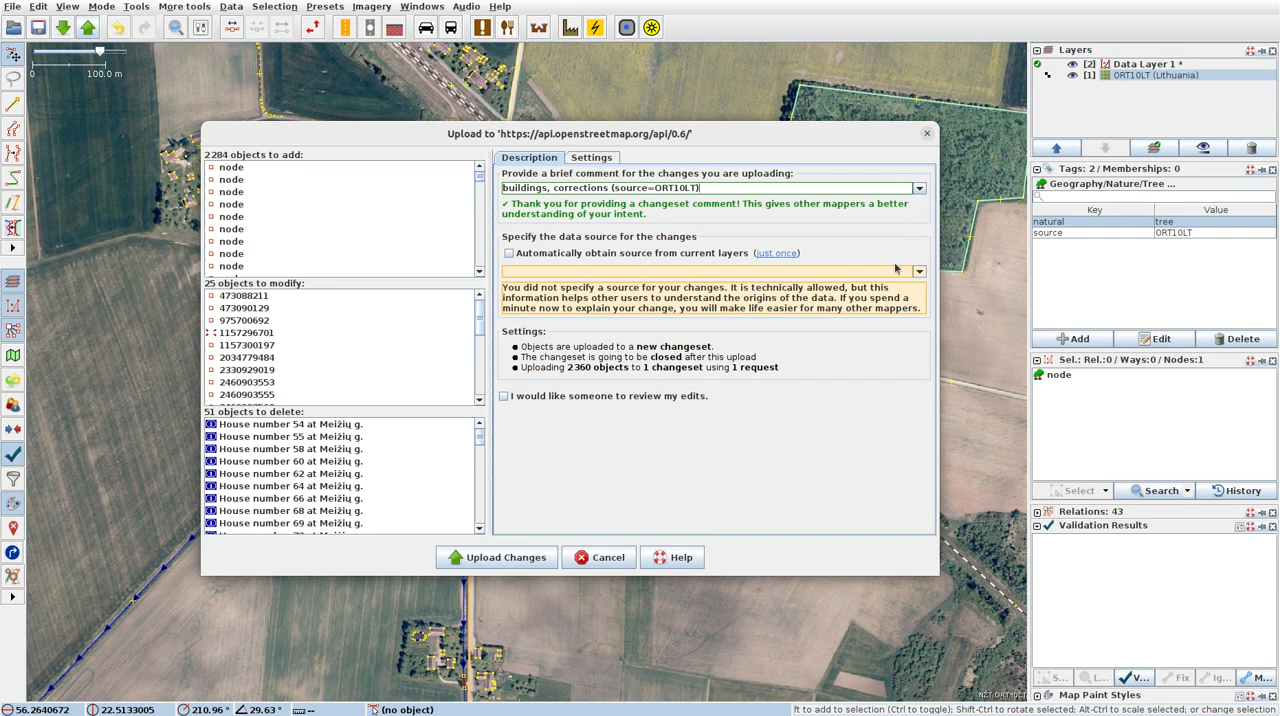 File Edit View Mode Tools More tools Data Selection Presets Imagery Windows Audio Help
0 100.0 m
Upload to 'https://api.openstreetmap.org/api/0.6/'
2 284 objects to add:
node
node
node
node
node
node
node
node
node
25 objects to modify:
473088211
473090129
975700692
1157296701
1157300197
2034779484
2330929019
2460903553
2460903555
51 objects to delete:
House number 54 at Meižių g.
House number 55 at Meižių g.
House number 58 at Meižių g.
House number 60 at Meižių g.
House number 62 at Meižių g.
House number 64 at Meižių g.
House number 66 at Meižių g.
House number 68 at Meižių g.
House number 69 at Meižių g.
Description Settings
Provide a brief comment for the changes you are uploading:
buildings, corrections (source=ORT10LT)
✔ Thank you for providing a changeset comment! This gives other mappers a better
understanding of your intent.
Specify the data source for the changes
Automatically obtain source from current layers (just once)
You did not specify a source for your changes. It is technically allowed, but this
information helps other users to understand the origins of the data. If you spend a
minute now to explain your change, you will make life easier for many other mappers.
Settings:
● Objects are uploaded to a new changeset.
● The changeset is going to be closed after this upload
● Uploading 2 360 objects to 1 changeset using 1 request
I would like someone to review my edits.
Upload Changes Cancel Help
Layers
[2] Data Layer 1 *
[1] ORT10LT (Lithuania)
Tags: 2 / Memberships: 0
Geography/Nature/Tree ...
Key Value
natural tree
source ORT10LT
Add Edit Delete
Sel.: Rel.:0 / Ways:0 / Nodes:1
node
Select Search History
Relations: 43
Validation Results
S... L... V... Fix Ig... M...
Map Paint Styles
NŽT ORT10LT
56.2640672 22.5133005 210.96 ° 29.63 ° -- (no object) ft to add to selection (Ctrl to toggle); Shift-Ctrl to rotate selected; Alt-Ctrl to scale selected; or change selection